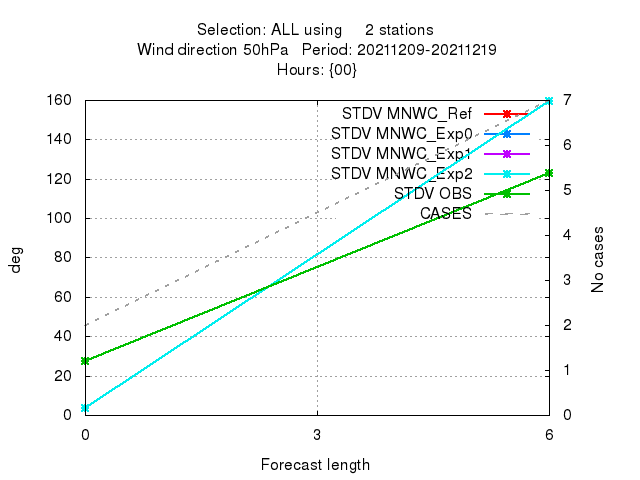 Selection: ALL using 2 stations
Wind direction 50hPa Period: 20211209-20211219
Hours: {00}
160
140
120
100
80
60
40
20
0
7
6
5
4
3
2
1
0
STDV MNWC_Ref
STDV MNWC_Exp0
STDV MNWC_Exp1
STDV MNWC_Exp2
STDV OBS
CASES
deg
No cases
0 3 6
Forecast length